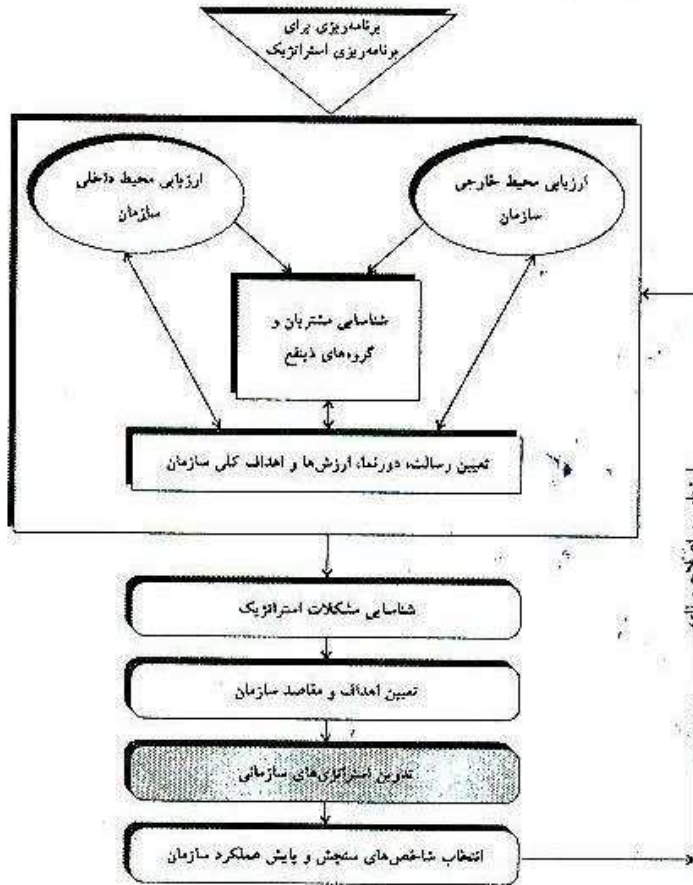 برنامه‌ریزی برای
برنامه‌ریزی استراتژیک
ارزیابی محیط خارجی
سازمان
ارزیابی محیط داخلی
سازمان
شناسایی مشتریان و
گروه‌های ذینفع
تعیین رسالت، دورنما، ارزش‌ها و اهداف کلی سازمان
شناسایی مشکلات استراتژیک
تعیین اهداف و مقاصد سازمان
تدوین استراتژی‌های سازمانی
انتخاب شاخص‌های سنجش و پایش عملکرد سازمان